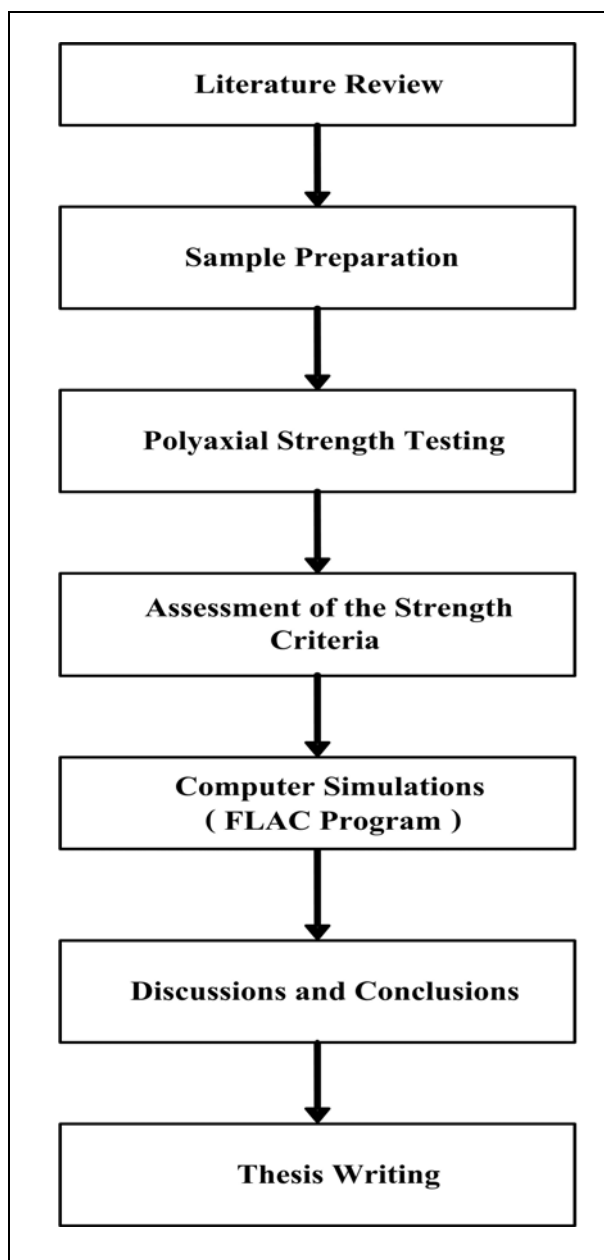 Literature Review
Sample Preparation
Polyaxial Strength Testing
Assessment of the Strength
Criteria
Computer Simulations
( FLAC Program )
Discussions and Conclusions
Thesis Writing